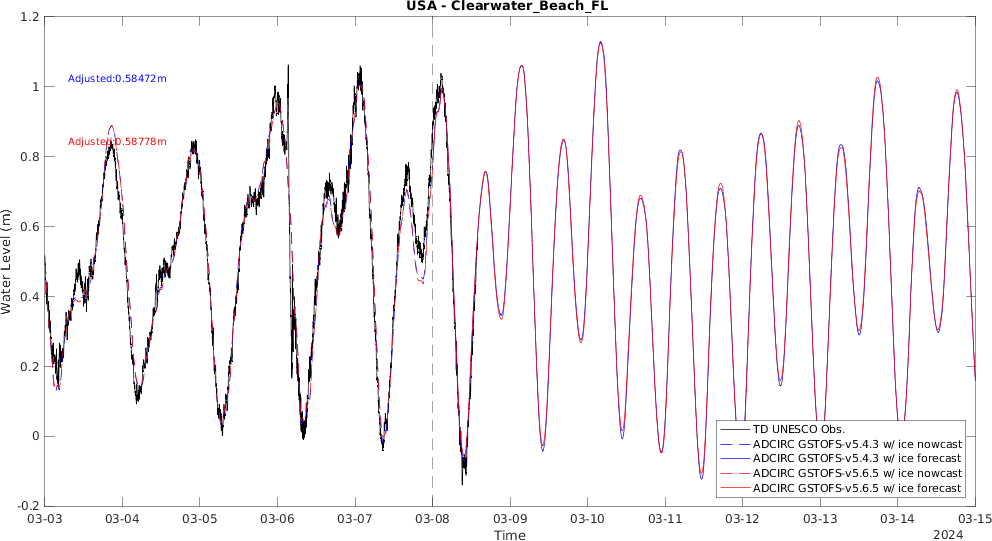 USA - Clearwater_Beach_FL
1.2
1
0.8
0.6
0.4
0.2
0
-0.2
Water Level (m)
Adjusted:0.58472m
Adjusted:0.58778m
TD UNESCO Obs.
ADCIRC GSTOFS-v5.4.3 w/ ice nowcast
ADCIRC GSTOFS-v5.4.3 w/ ice forecast
ADCIRC GSTOFS-v5.6.5 w/ ice nowcast
ADCIRC GSTOFS-v5.6.5 w/ ice forecast
03-03 03-04 03-05 03-06 03-07 03-08 03-09 03-10 03-11 03-12 03-13 03-14 03-15
Time
2024